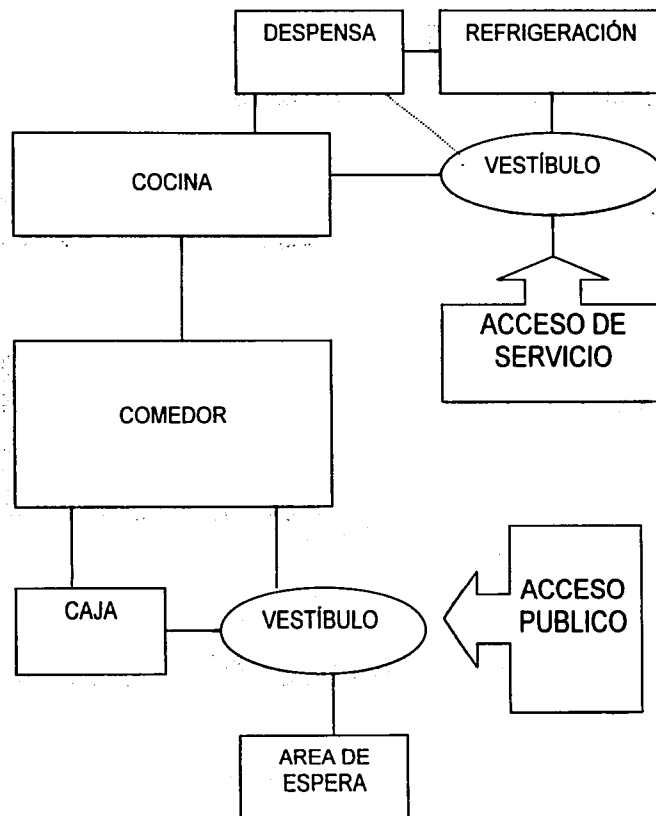 DESPENSA
REFRIGERACIÓN
COCINA
VESTÍBULO
ACCESO DE
SERVICIO
COMEDOR
CAJA
VESTÍBULO
ACCESO
PUBLICO
AREA DE
ESPERA